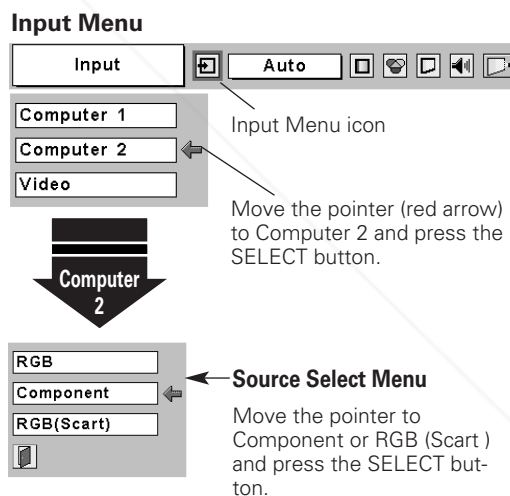 Input Menu
Input
Auto
Input Menu icon
Computer 1
Computer 2
Video
Move the pointer (red arrow)
to Computer 2 and press the
SELECT button.
Computer
2
RGB
Component
RGB(Scart)
Source Select Menu
Move the pointer to
Component or RGB (Scart )
and press the SELECT but-
ton.